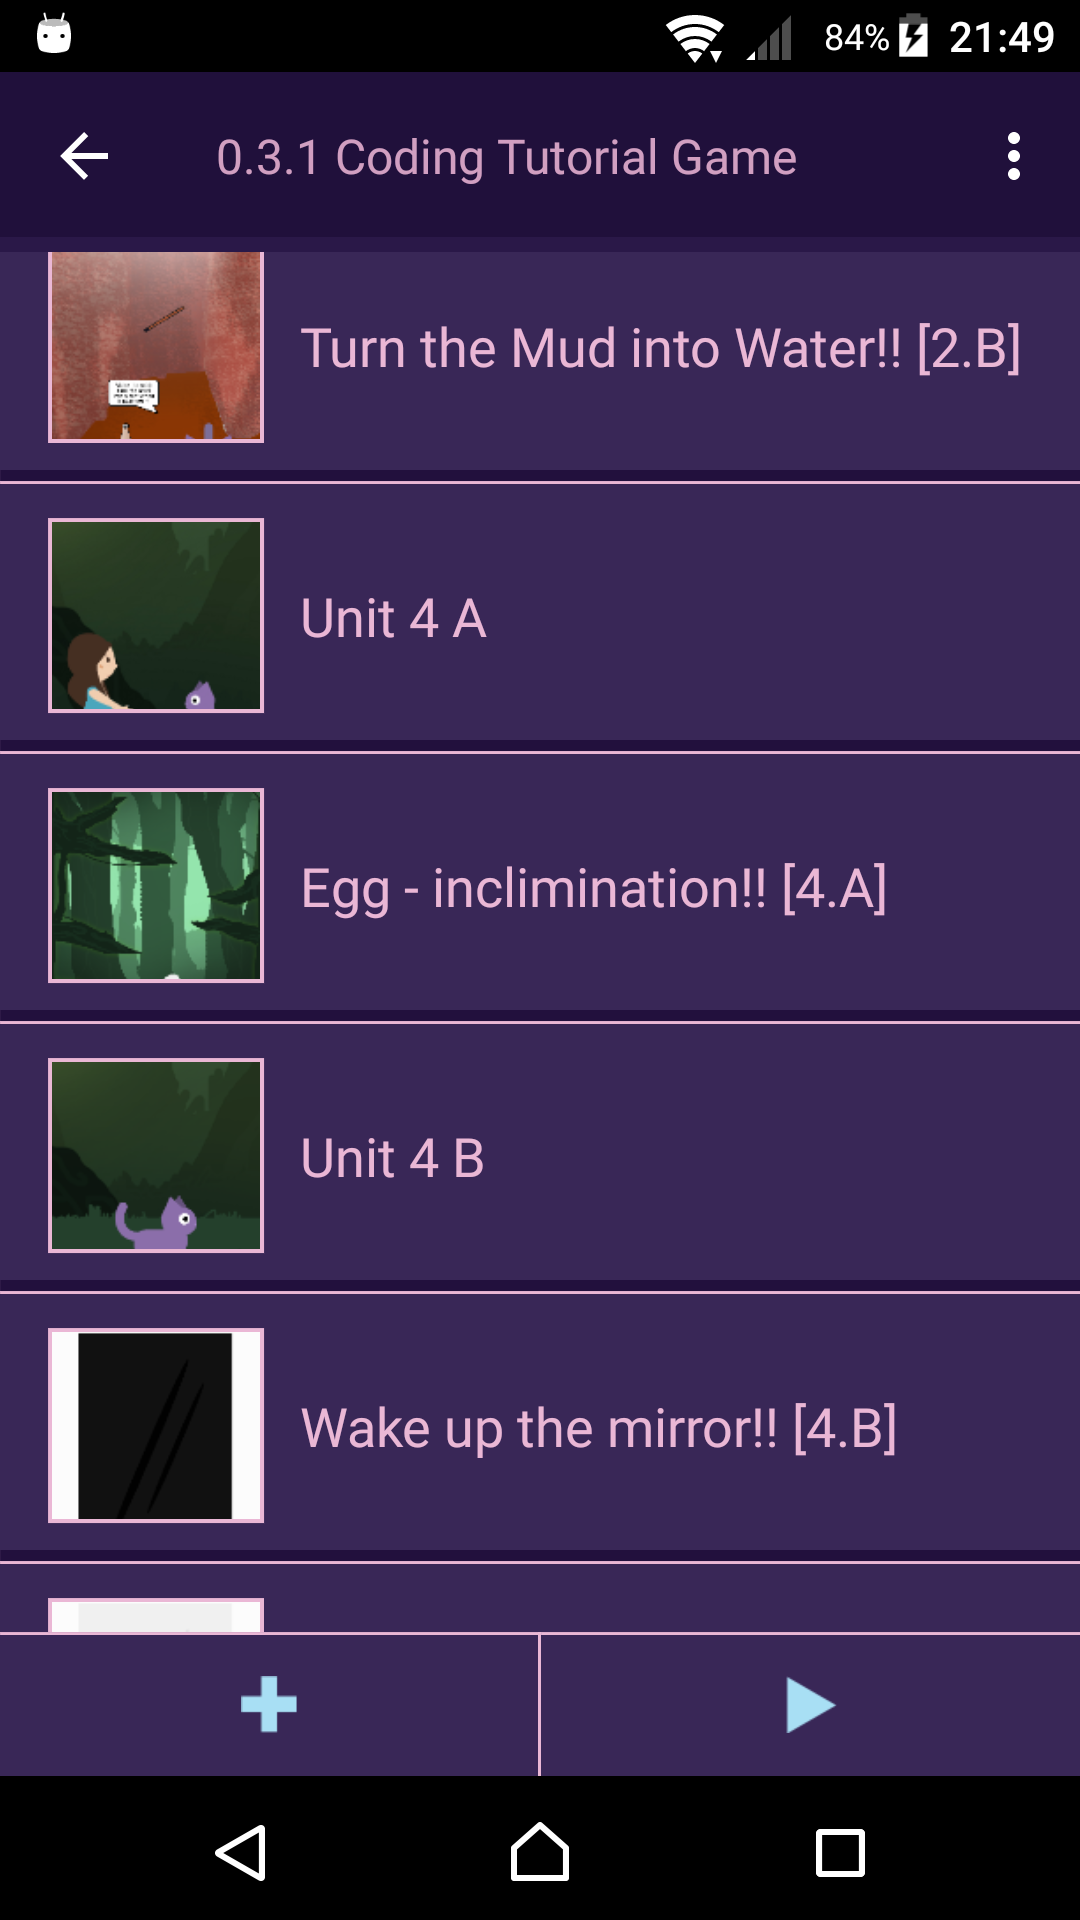 84% 21:49
0.3.1 Coding Tutorial Game
Turn the Mud into Water!! [2.B]
Unit 4 A
Egg - inclimination!! [4.A]
Unit 4 B
Wake up the mirror!! [4.B]